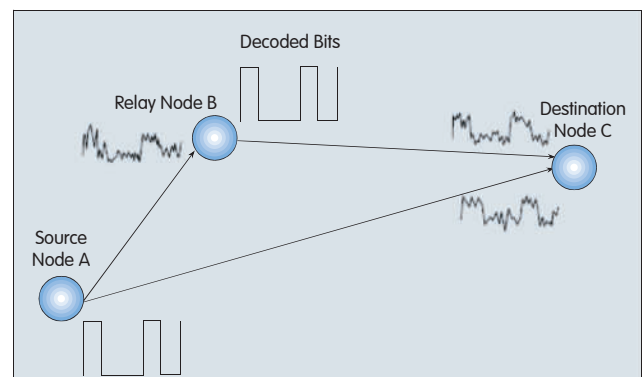 Decoded Bits
Relay Node B
Destination
Node C
Source
Node A